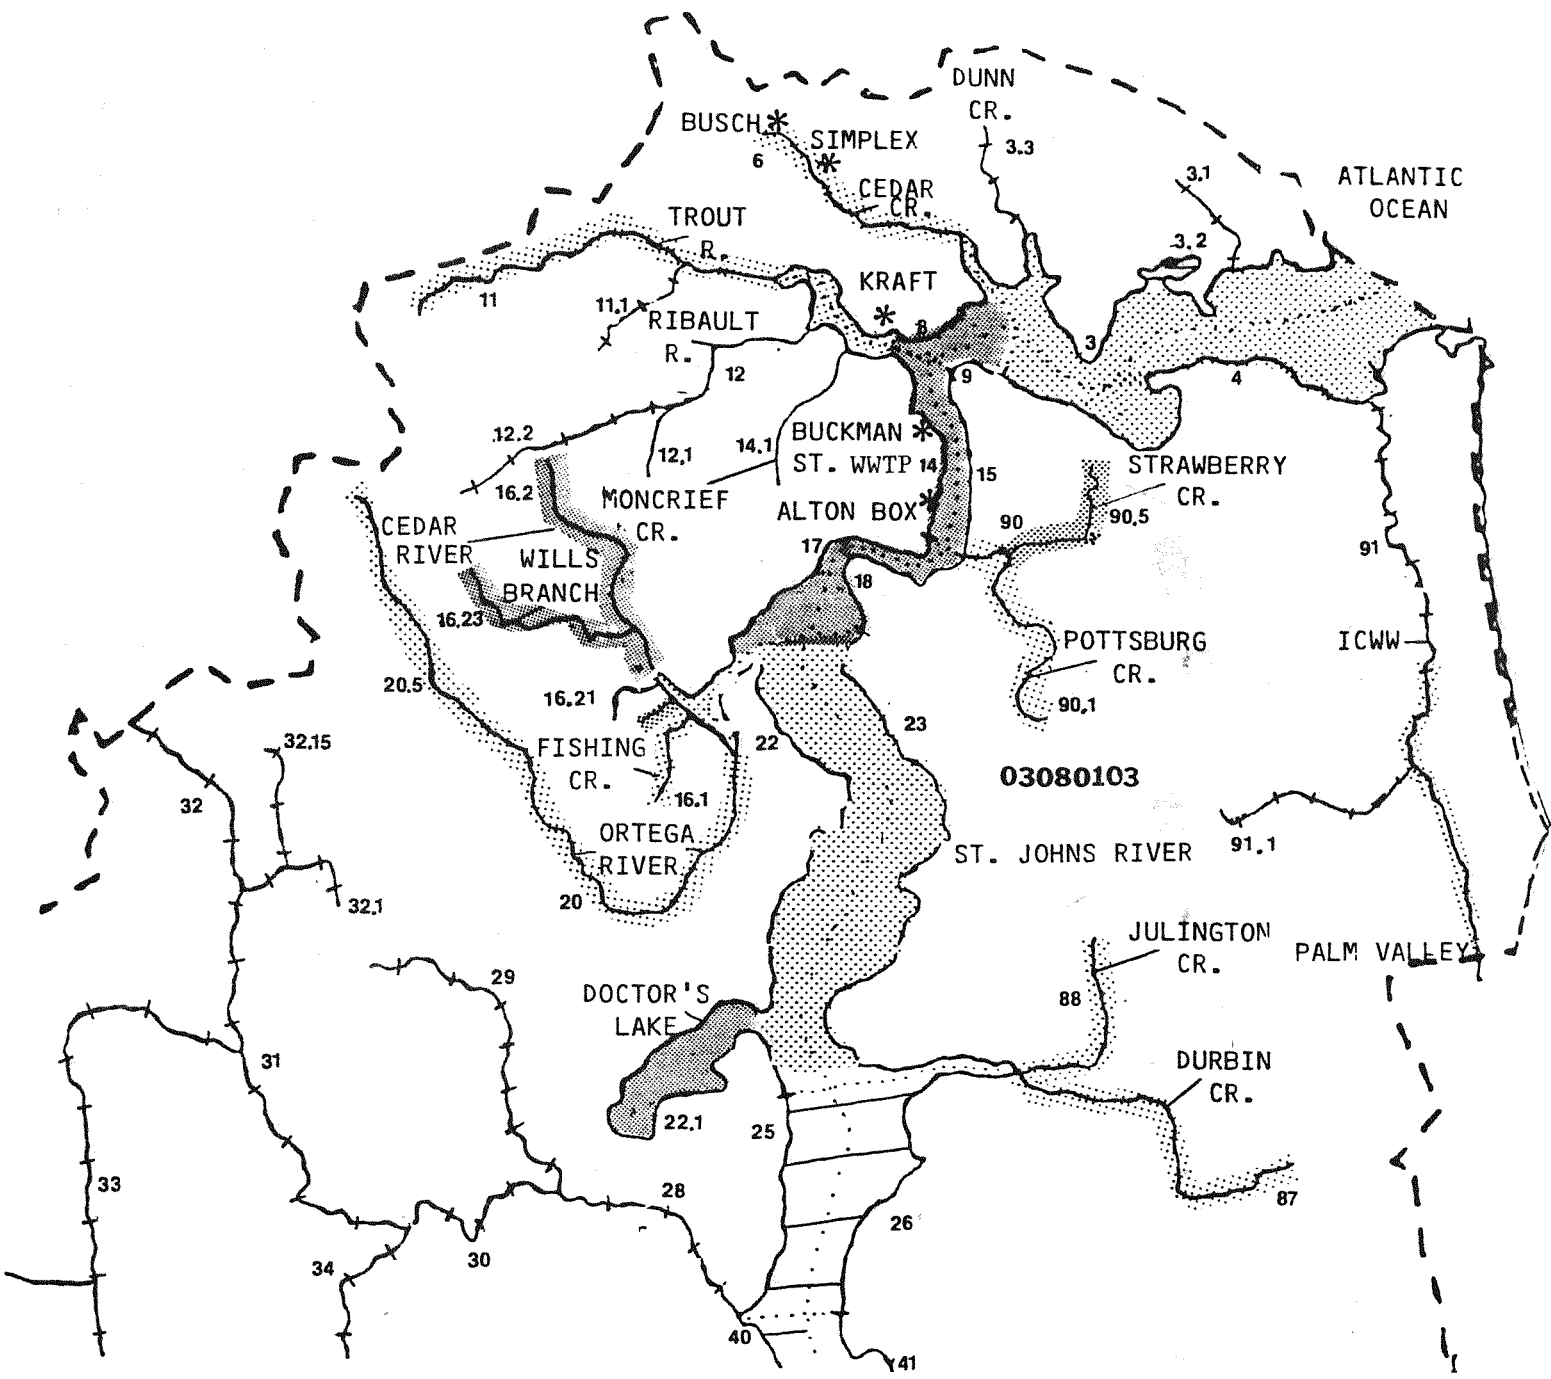 DUNN
CR.
BUSCH
SIMPLEX
3.3
6
3.1
ATLANTIC
OCEAN
CEDAR
CR.
TROUT
R.
3.2
KRAFT
11
11.1
RIBAULT
R.
8
3
12
9
4
12.2
12.1
14.1
BUCKMAN
ST. WWTP
14
15
STRAWBERRY
CR.
16.2
MONCRIEF
CR.
ALTON BOX
90
90.5
CEDAR
RIVER
WILLS
BRANCH
17
18
91
16.23
POTTSBURG
CR.
ICWW
20.5
16.21
90.1
23
22
32.15
FISHING
CR.
03080103
32
16.1
ORTEGA
RIVER
ST. JOHNS RIVER
91.1
20
32.1
JULINGTON
CR.
PALM VALLEY
29
DOCTOR'S
LAKE
88
31
DURBIN
CR.
22.1
25
33
28
87
26
30
34
40
41